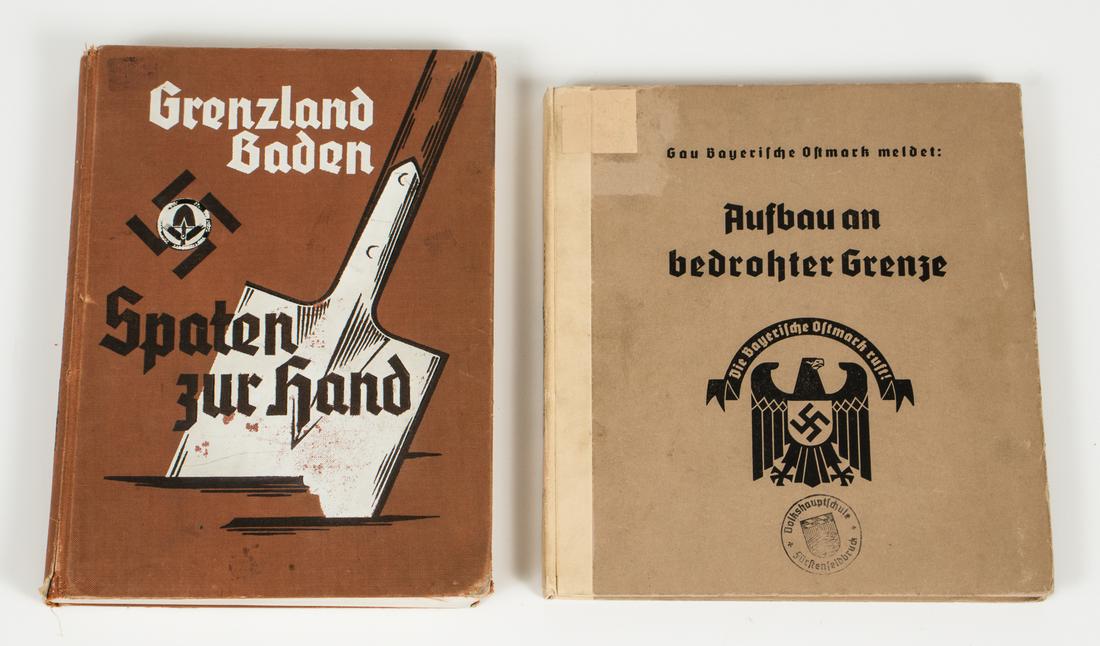 Grenzland
Baden
Spaten
zur Hand
Gau Bayerische Ostmark meldet:
Aufbau an
bedrohter Grenze
Die Bayerische Ostmark ruft!
Volkshauptschule
* Fürstenfeldbruck *